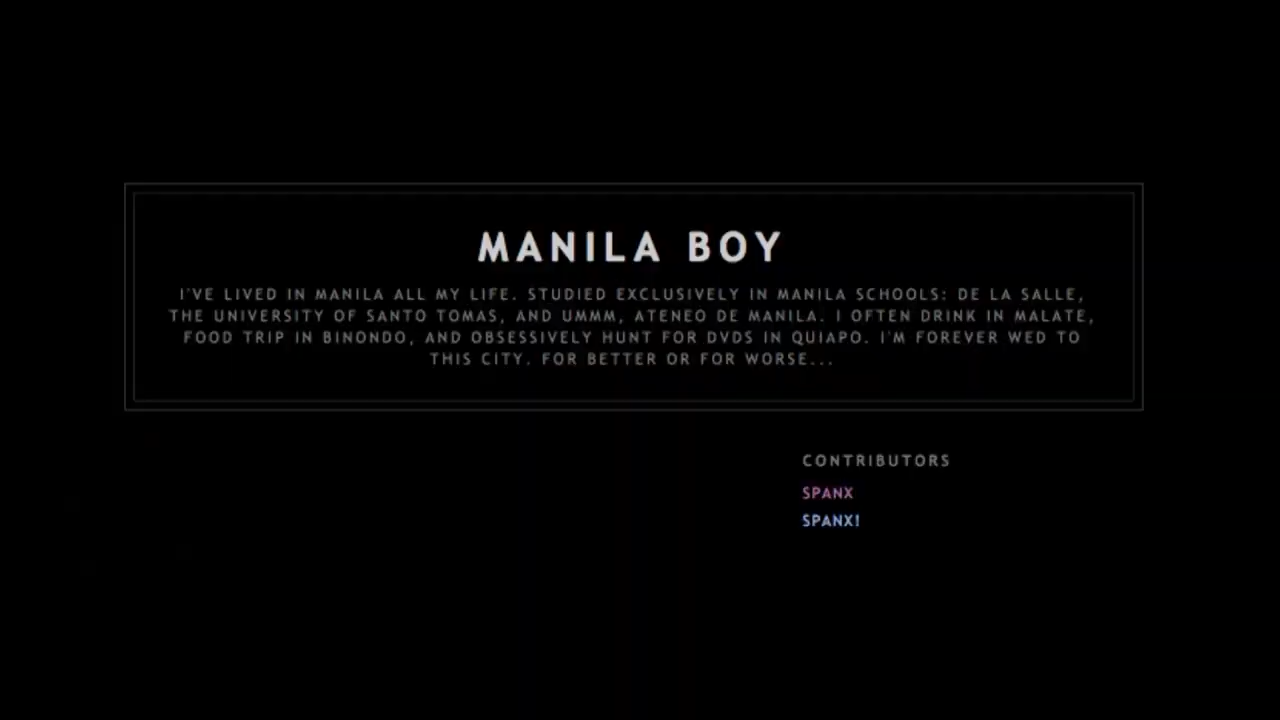 MANILA BOY
I'VE LIVED IN MANILA ALL MY LIFE. STUDIED EXCLUSIVELY IN MANILA SCHOOLS: DE LA SALLE,
THE UNIVERSITY OF SANTO TOMAS, AND UMMM, ATENEO DE MANILA. I OFTEN DRINK IN MALATE,
FOOD TRIP IN BINONDO, AND OBSESSIVELY HUNT FOR DVDS IN QUIAPO. I'M FOREVER WED TO
THIS CITY. FOR BETTER OR FOR WORSE...
CONTRIBUTORS
SPANX
SPANX!